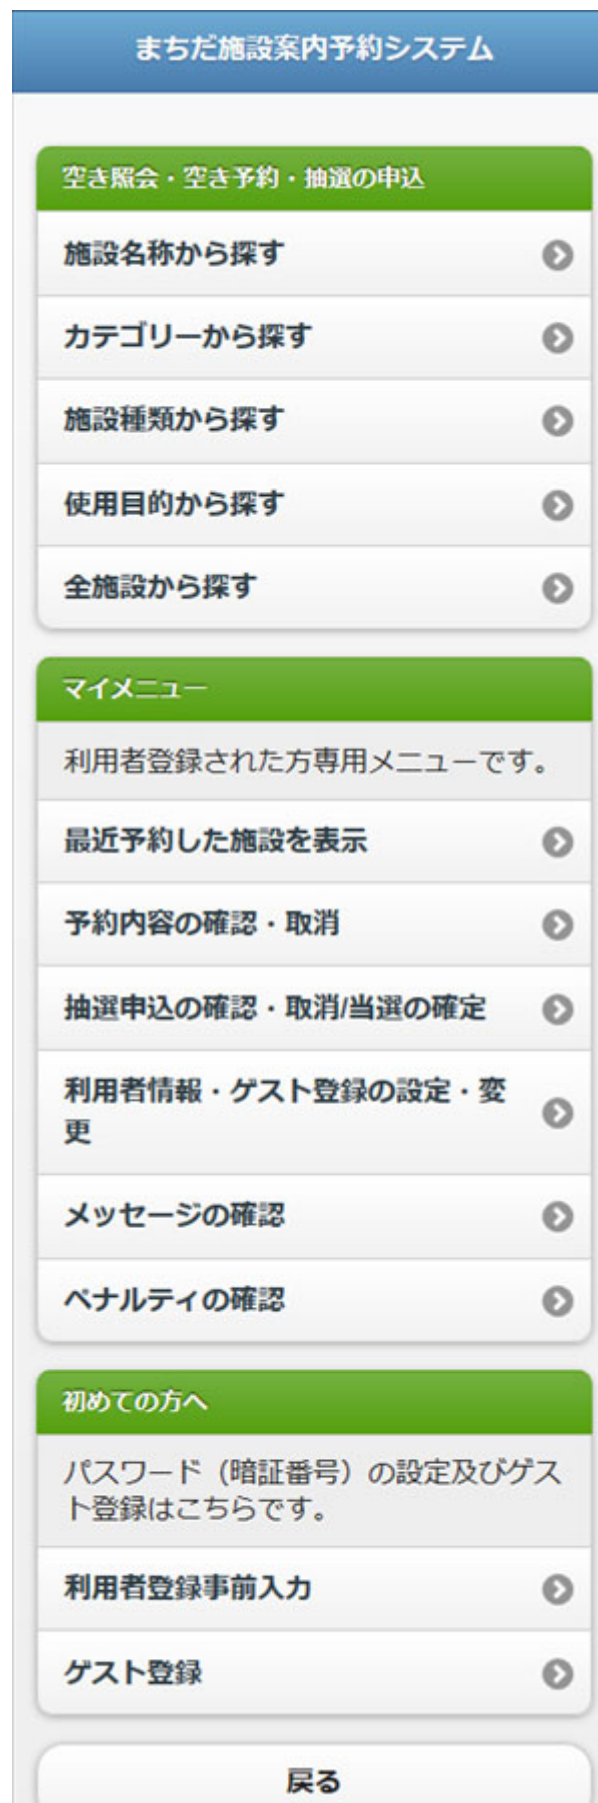 まちだ施設案内予約システム
空き照会・空き予約・抽選の申込
施設名称から探す
カテゴリーから探す
施設種類から探す
使用目的から探す
全施設から探す
マイメニュー
利用者登録された方専用メニューです。
最近予約した施設を表示
予約内容の確認・取消
抽選申込の確認・取消/当選の確定
利用者情報・ゲスト登録の設定・変
更
メッセージの確認
ペナルティの確認
初めての方へ
パスワード（暗証番号）の設定及びゲス
ト登録はこちらです。
利用者登録事前入力
ゲスト登録
戻る